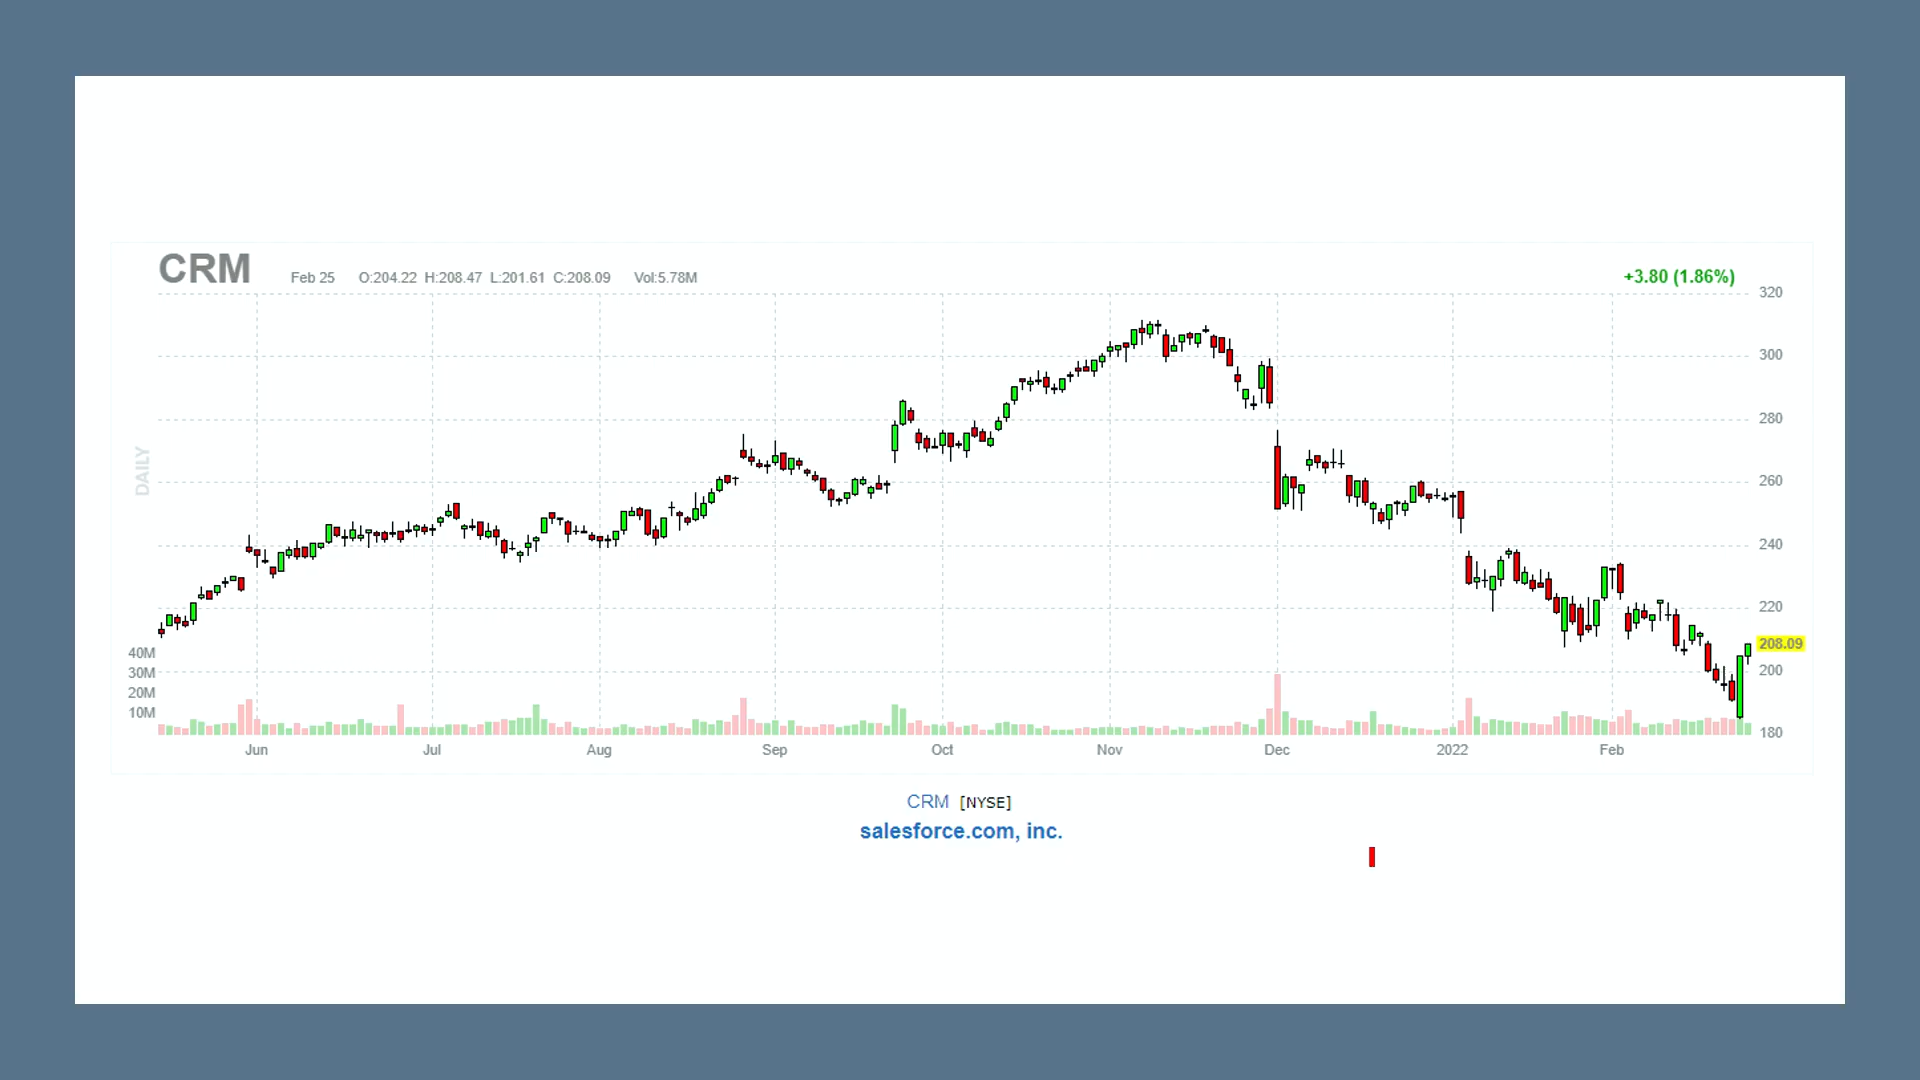 CRM Feb 25 O:204.22 H:208.47 L:201.61 C:208.09 Vol:5.78M +3.80 (1.86%)
320
300
280
DAILY
260
240
220
208.09
40M
30M
200
20M
10M
180
Jun Jul Aug Sep Oct Nov Dec 2022 Feb
CRM [NYSE]
salesforce.com, inc.